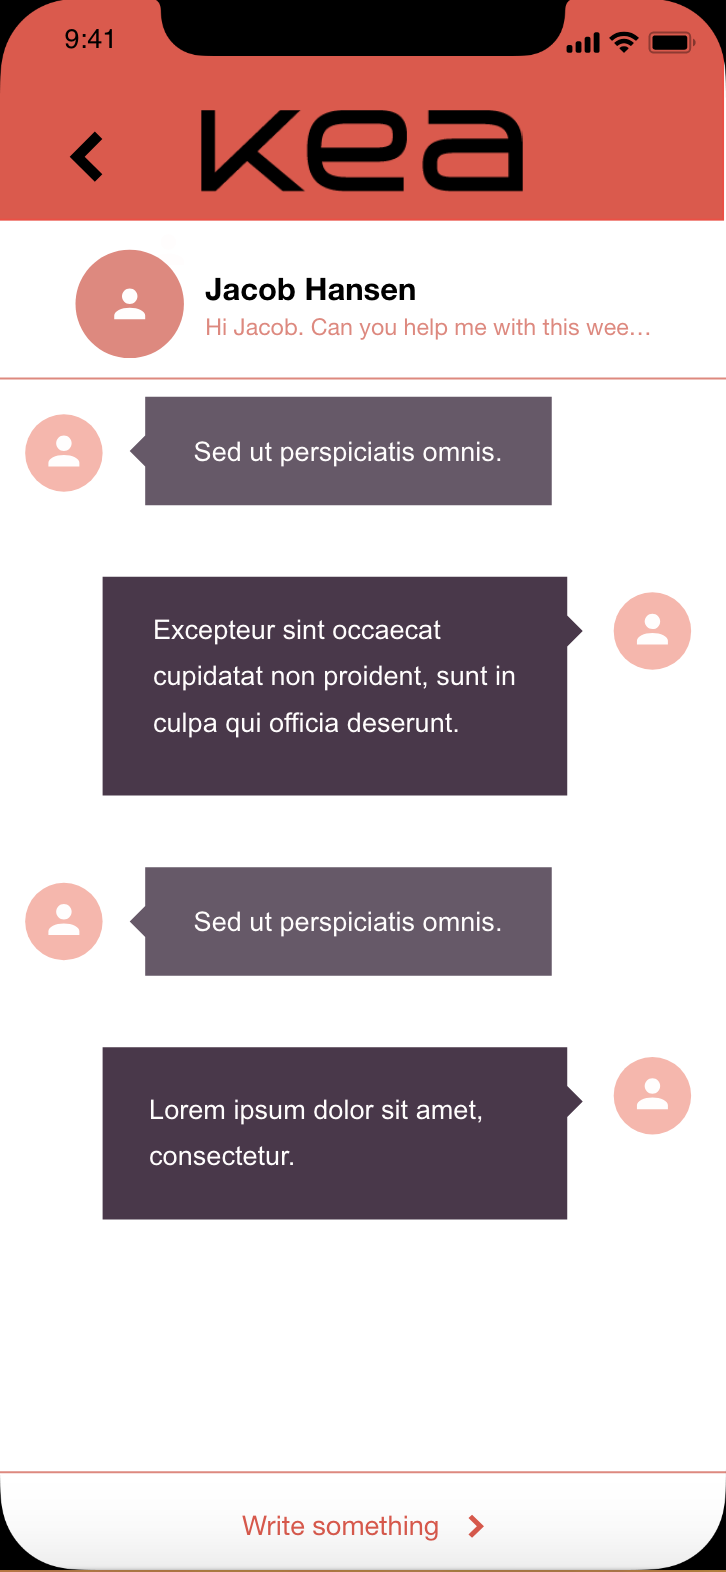 9:41
kea
Jacob Hansen
Hi Jacob. Can you help me with this wee…
Sed ut perspiciatis omnis.
Excepteur sint occaecat
cupidatat non proident, sunt in
culpa qui officia deserunt.
Sed ut perspiciatis omnis.
Lorem ipsum dolor sit amet,
consectetur.
Write something